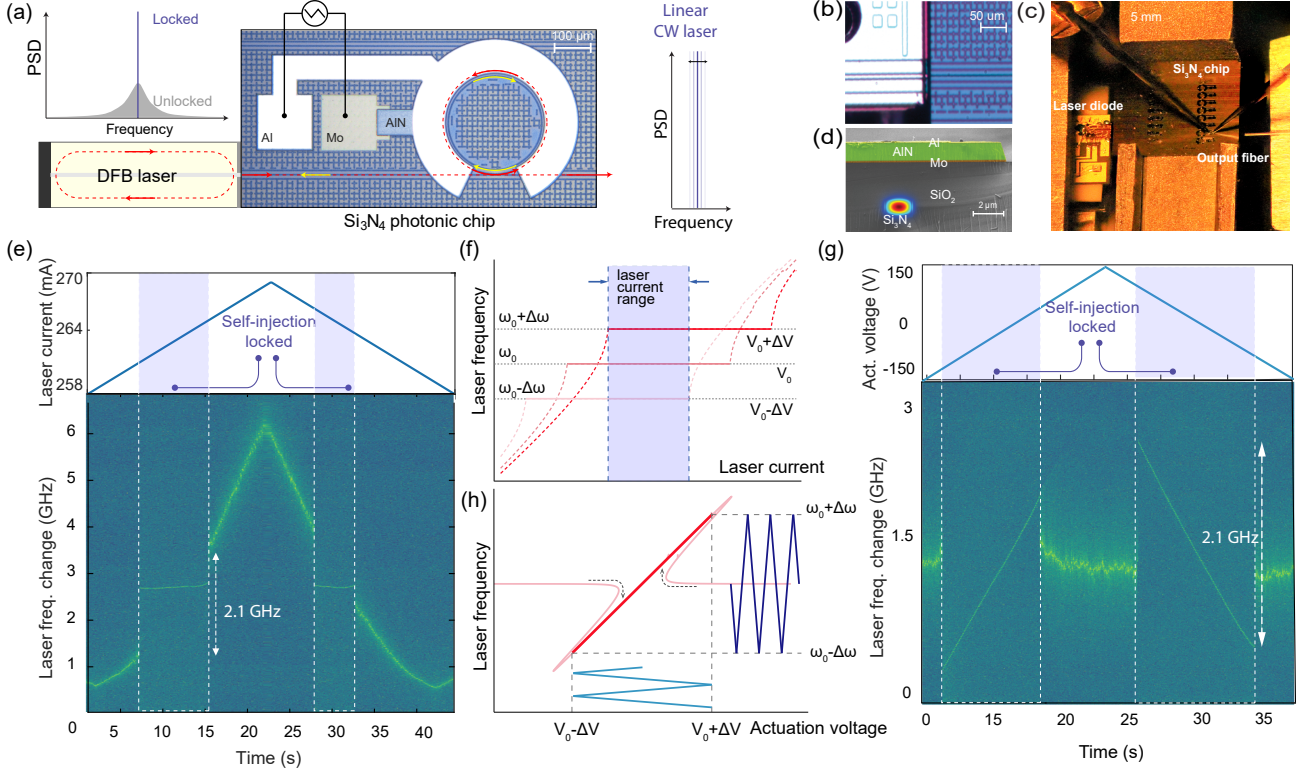 (a)
PSD
Locked
Unlocked
Frequency
DFB laser
100 µm
Al
Mo
AlN
Si3N4 photonic chip
Linear
CW laser
PSD
Frequency
(b)
50 um
(c)
5 mm
Si3N4 chip
Laser diode
Output fiber
(d)
Al
AlN
Mo
SiO2
Si3N4
2 µm
(e)
Laser current (mA)
270
264
258
Self-injection
locked
Laser freq. change (GHz)
6
5
4
3
2
1
0
2.1 GHz
10
20
30
40
Time (s)
(f)
Laser frequency
laser
current
range
ω0+Δω
ω0
ω0-Δω
V0+ΔV
V0
V0-ΔV
Laser current
(g)
Act. voltage (V)
150
0
-150
Self-injection
locked
Laser freq. change (GHz)
3
1.5
0
2.1 GHz
0
5
10
20
25
30
35
Time (s)
(h)
Laser frequency
ω0+Δω
ω0-Δω
V0-ΔV
V0+ΔV
Actuation voltage